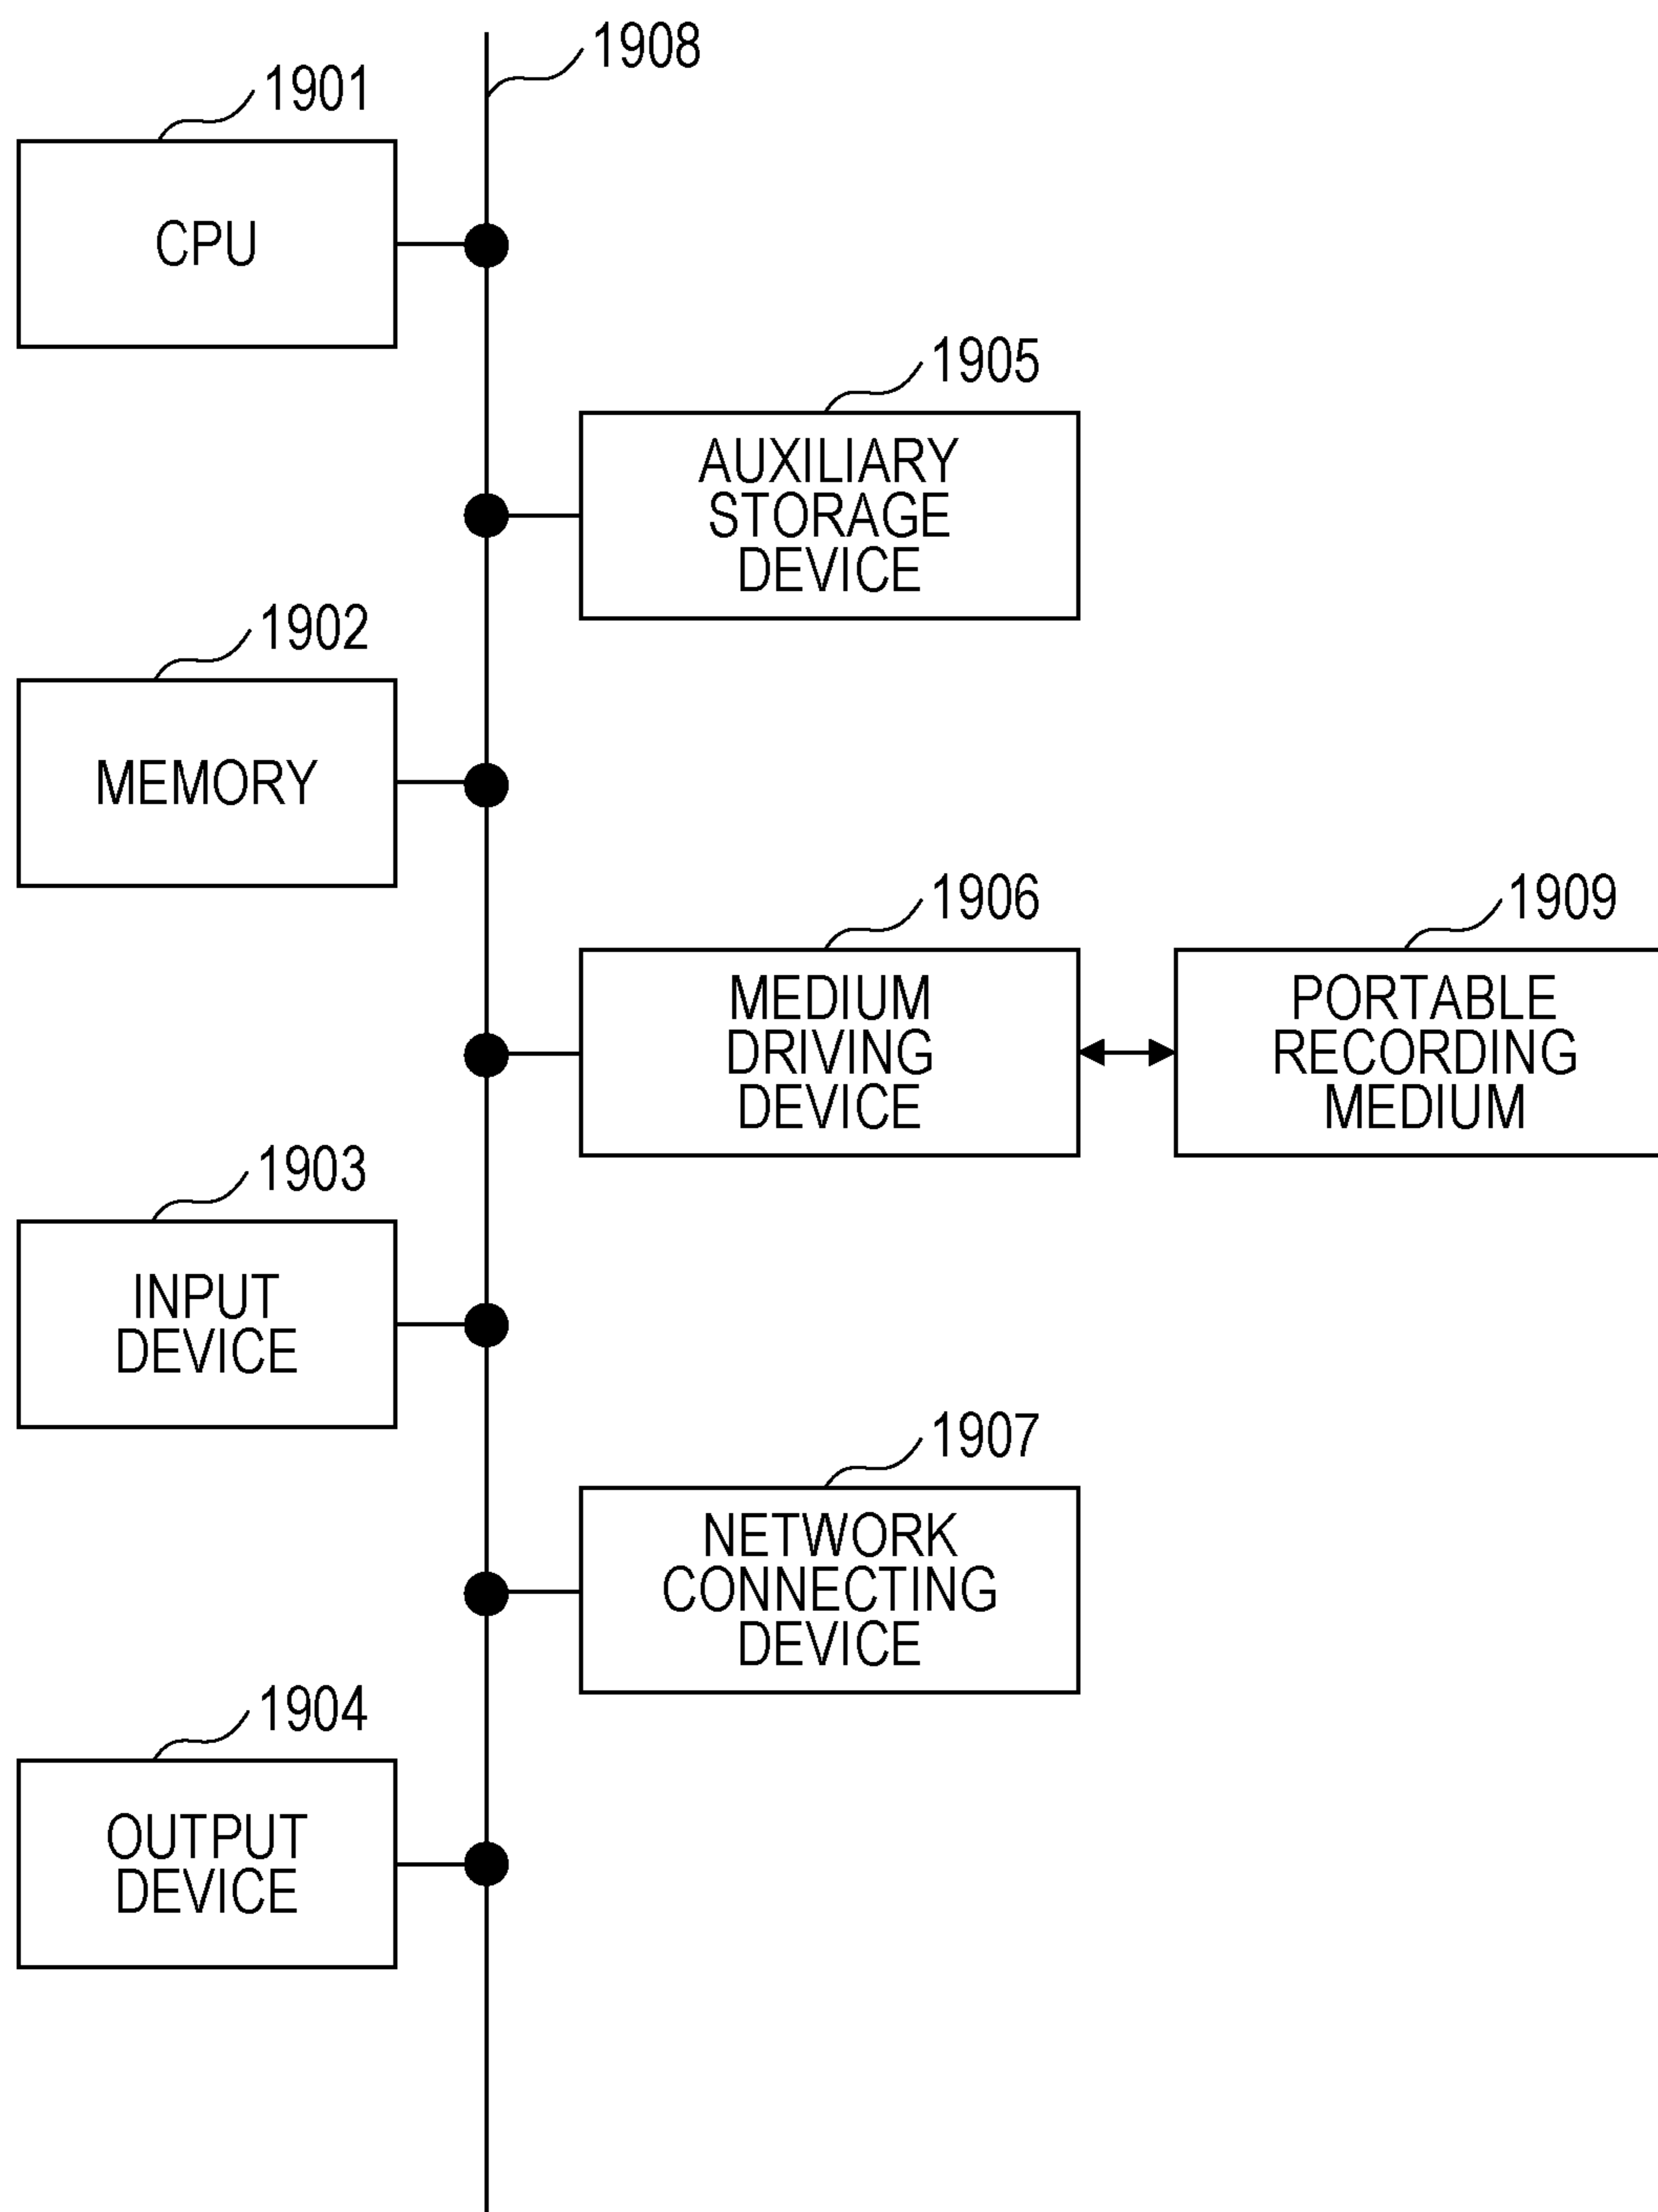 1908
1901
CPU
1905
AUXILIARY
STORAGE
DEVICE
1902
MEMORY
1906
MEDIUM
DRIVING
DEVICE
1909
PORTABLE
RECORDING
MEDIUM
1903
INPUT
DEVICE
1907
NETWORK
CONNECTING
DEVICE
1904
OUTPUT
DEVICE